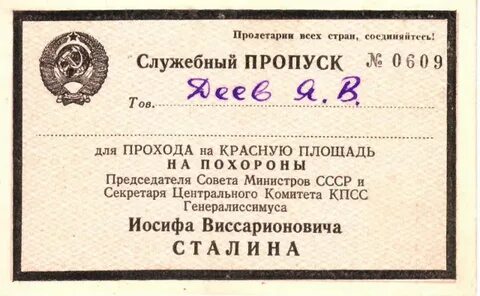 Пролетарии всех стран, соединяйтесь!
Служебный ПРОПУСК № 0609
Тов. Деев Я. В.
для ПРОХОДА на КРАСНУЮ ПЛОЩАДЬ
НА ПОХОРОНЫ
Председателя Совета Министров СССР и
Секретаря Центрального Комитета КПСС
Генералиссимуса
Иосифа Виссарионовича
СТАЛИНА